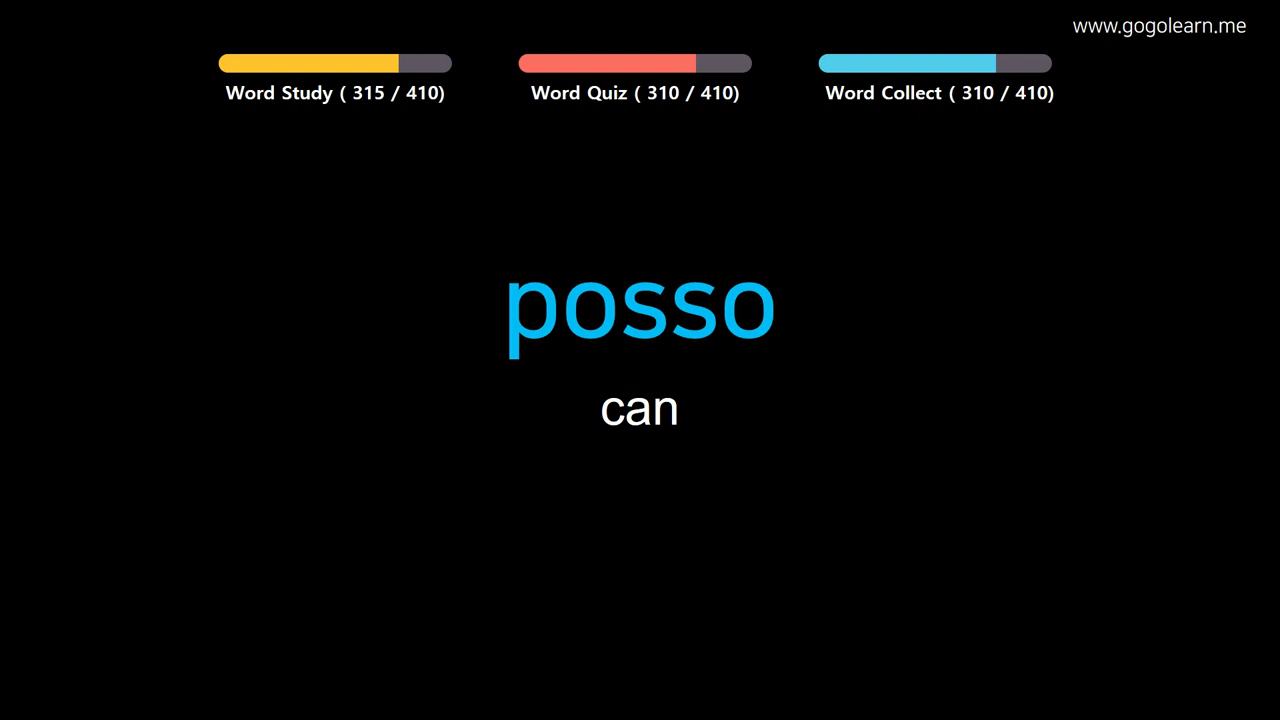 www.gogolearn.me
Word Study ( 315 / 410)
Word Quiz ( 310 / 410)
Word Collect ( 310 / 410)
posso
can